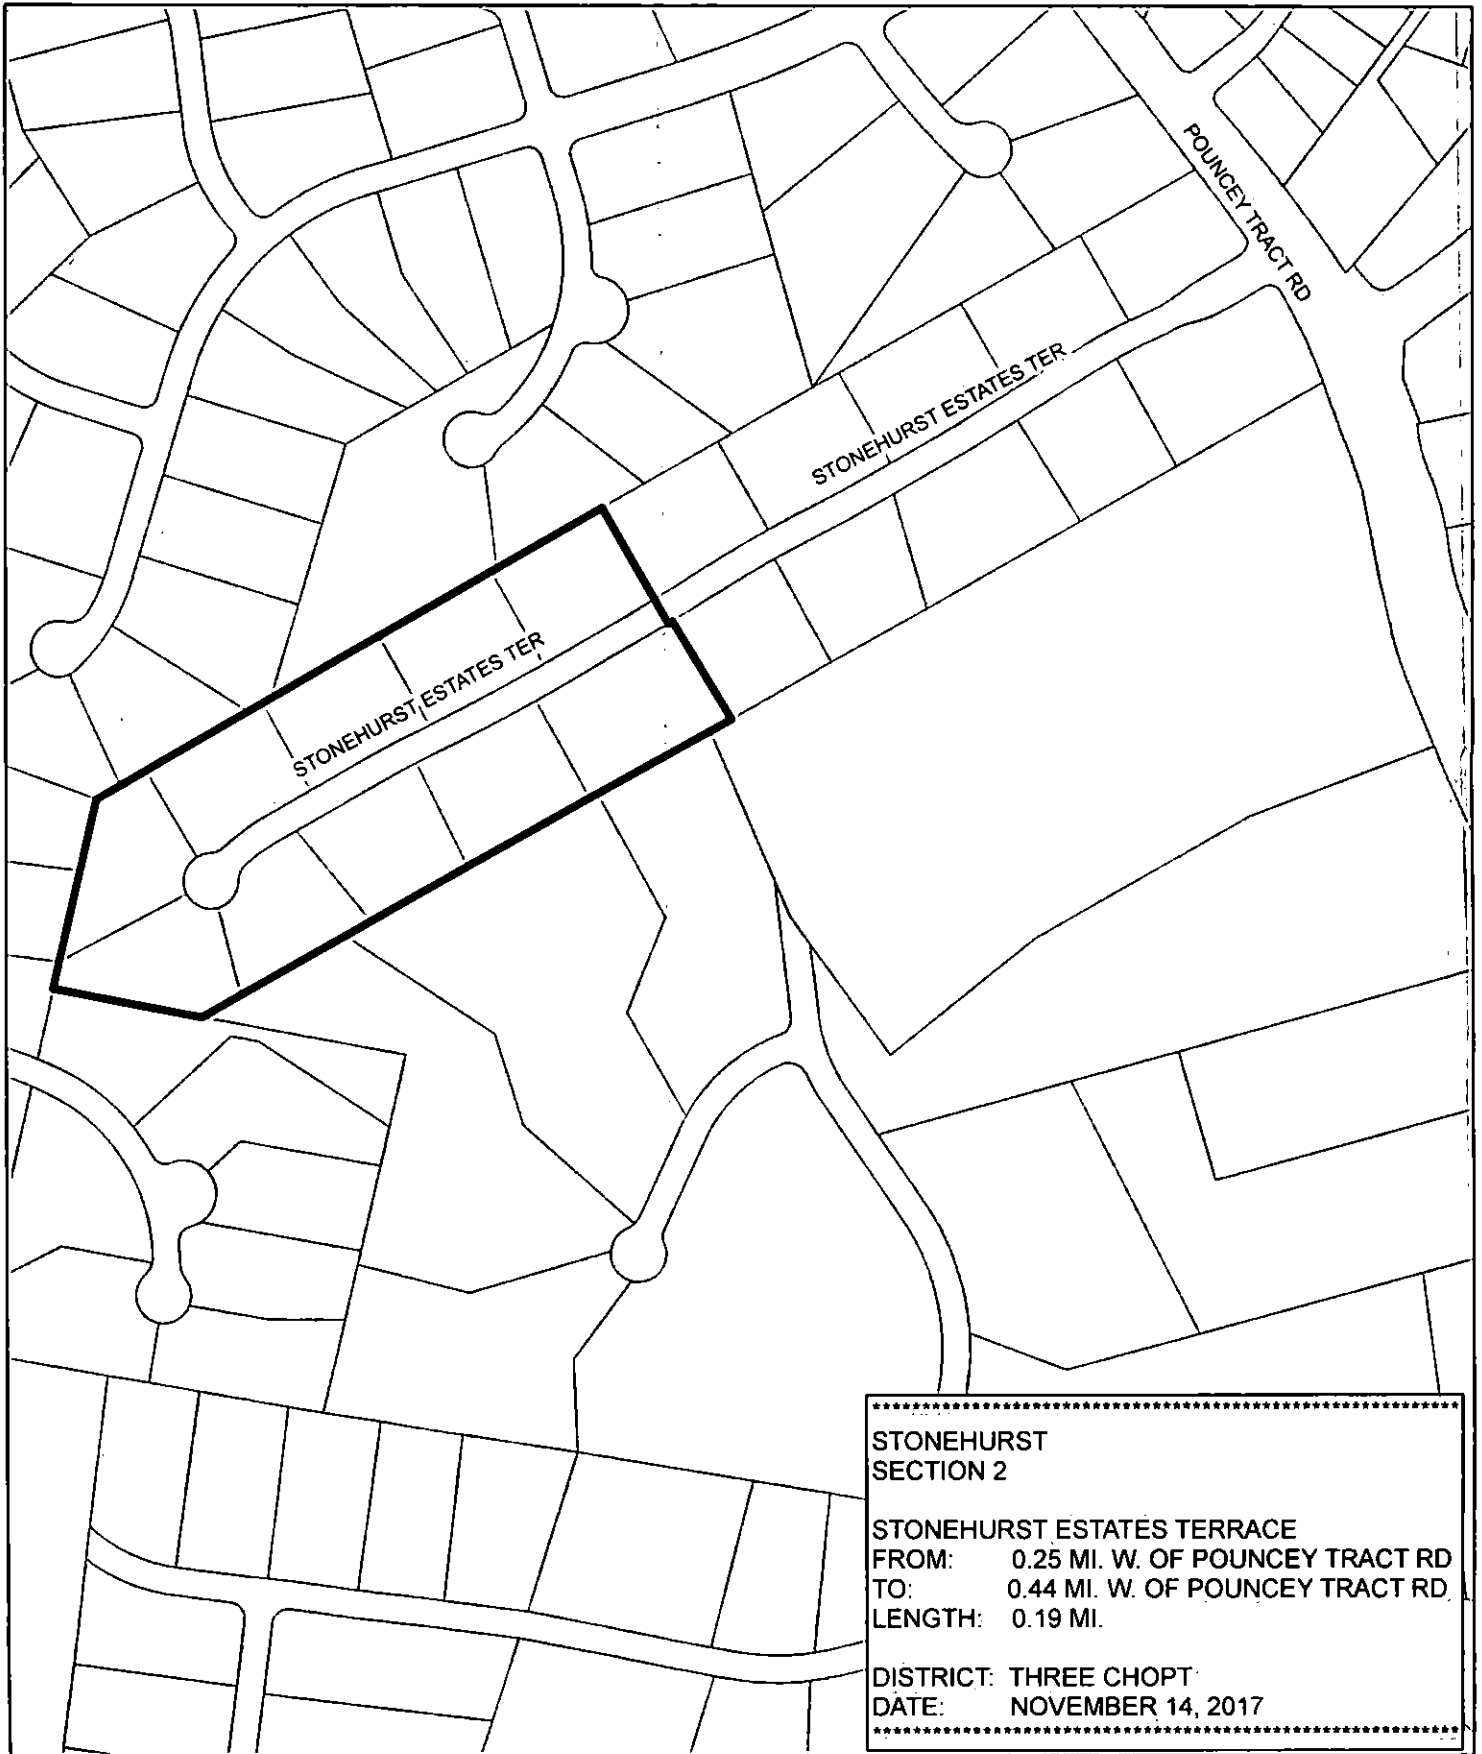 POUNCEY TRACT RD
STONEHURST ESTATES TER
STONEHURST ESTATES TER
STONEHURST
SECTION 2
STONEHURST ESTATES TERRACE
FROM: 0.25 MI. W. OF POUNCEY TRACT RD
TO: 0.44 MI. W. OF POUNCEY TRACT RD
LENGTH: 0.19 MI.
DISTRICT: THREE CHOPT
DATE: NOVEMBER 14, 2017